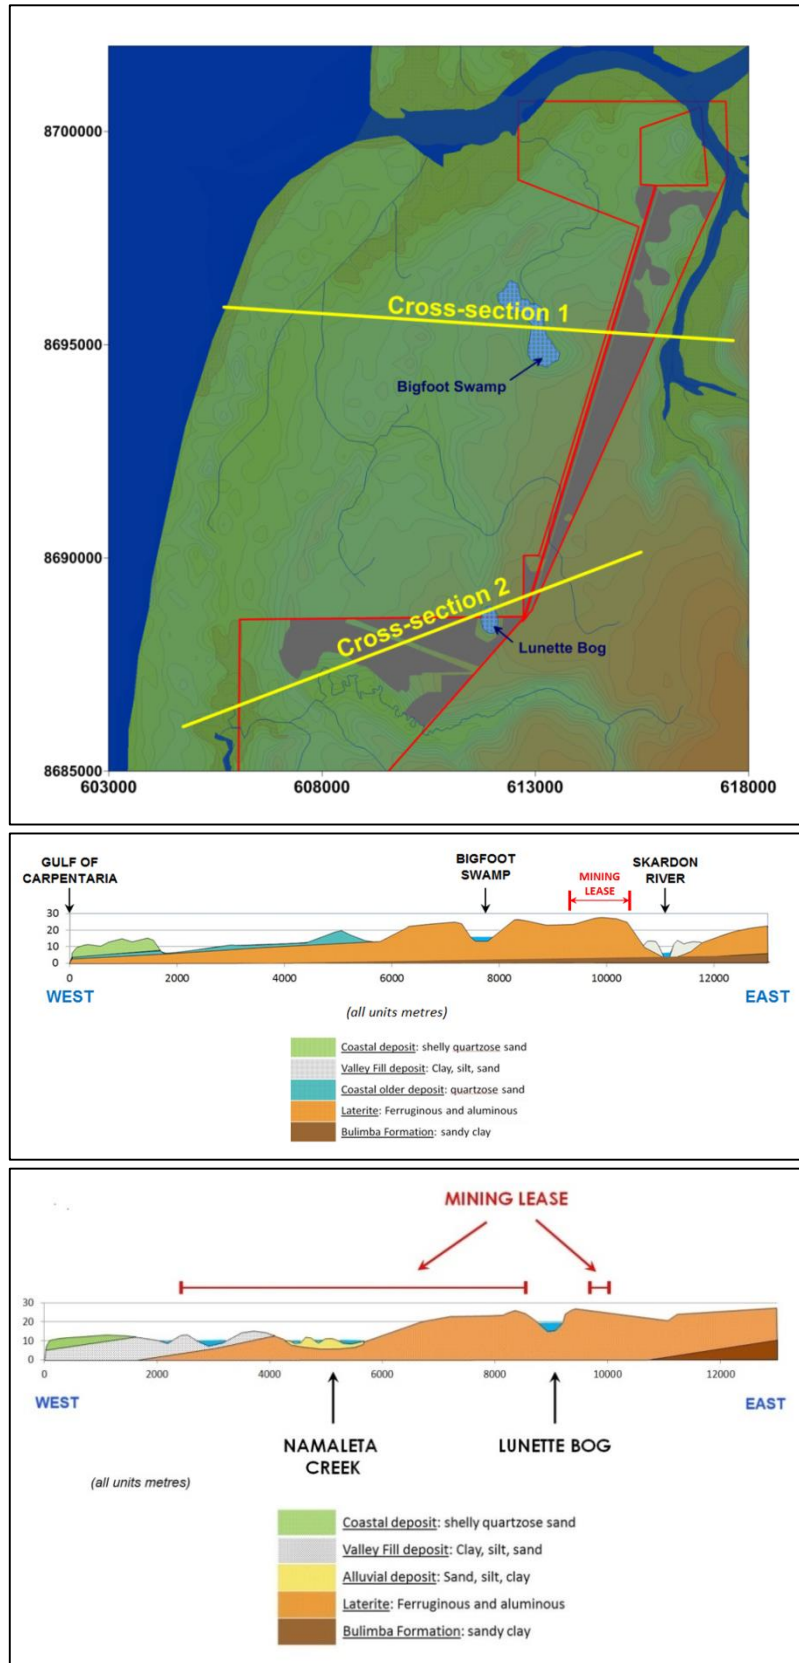 8700000
Cross-section 1
8695000
Bigfoot Swamp
8690000
Cross-section 2
Lunette Bog
8685000
603000 608000 613000 618000
GULF OF
CARPENTARIA
BIGFOOT
SWAMP
MINING
LEASE
SKARDON
RIVER
30
20
10
0
0 2000 4000 6000 8000 10000 12000
WEST EAST
(all units metres)
Coastal deposit: shelly quartzose sand
Valley Fill deposit: Clay, silt, sand
Coastal older deposit: quartzose sand
Laterite: Ferruginous and aluminous
Bulimba Formation: sandy clay
MINING LEASE
30
20
10
0
0 2000 4000 6000 8000 10000 12000
WEST EAST
NAMALETA
CREEK
LUNETTE BOG
(all units metres)
Coastal deposit: shelly quartzose sand
Valley Fill deposit: Clay, silt, sand
Alluvial deposit: Sand, silt, clay
Laterite: Ferruginous and aluminous
Bulimba Formation: sandy clay